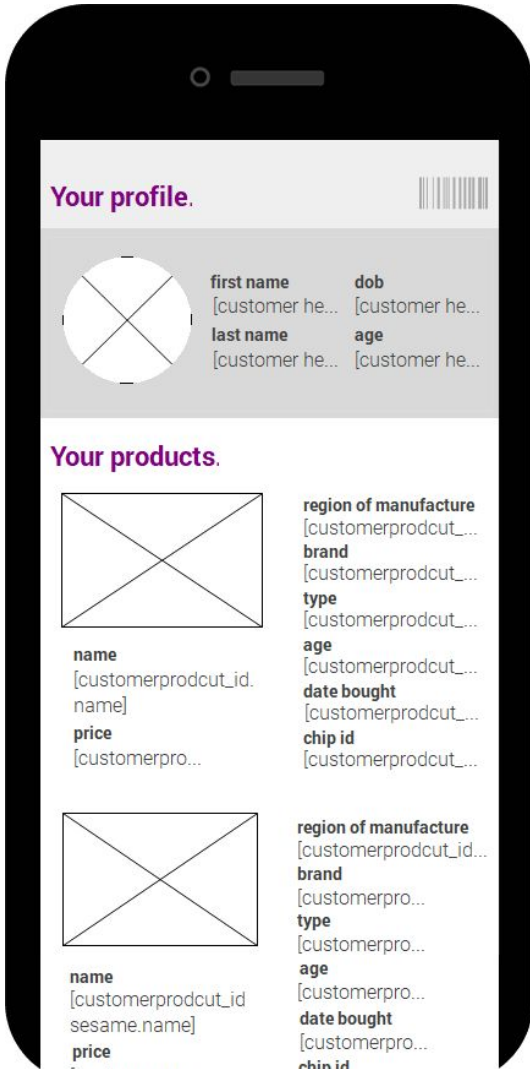 Your profile.
first name
[customer he...
dob
[customer he...
last name
[customer he...
age
[customer he...
Your products.
name
[customerprodcut_id.
name]
price
[customerpro...
region of manufacture
[customerprodcut_...
brand
[customerprodcut_...
type
[customerprodcut_...
age
[customerprodcut_...
date bought
[customerprodcut_...
chip id
[customerprodcut_...
name
[customerprodcut_id
sesame.name]
price
region of manufacture
[customerprodcut_id...
brand
[customerpro...
type
[customerpro...
age
[customerpro...
date bought
[customerpro...
chip id